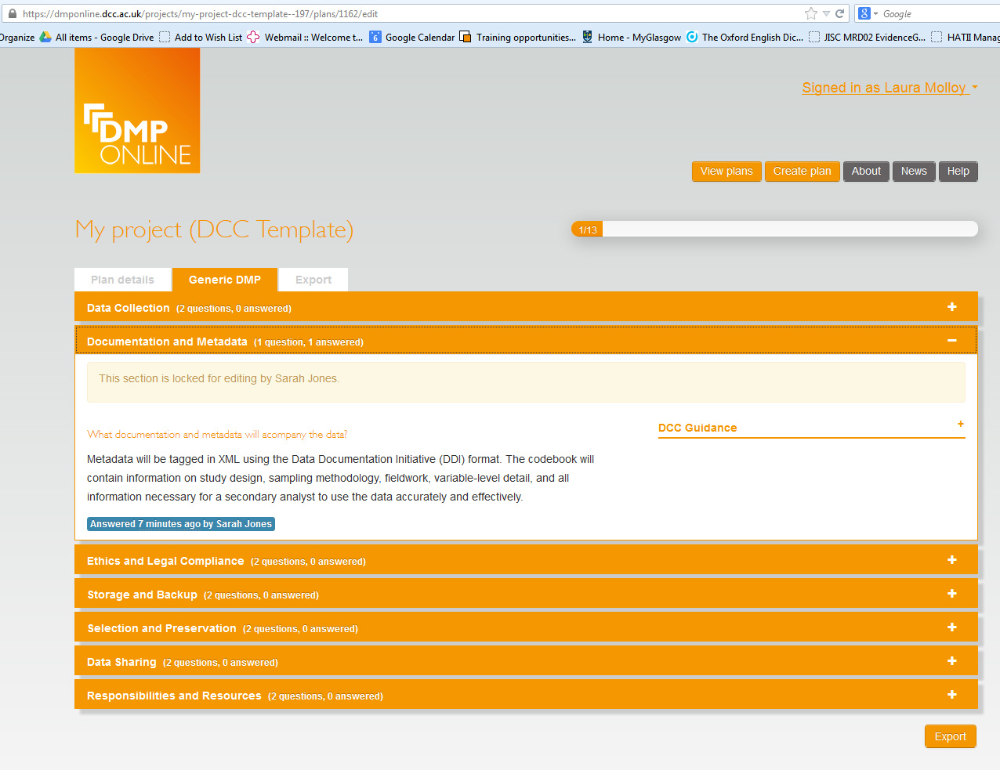 https://dmponline.dcc.ac.uk/projects/my-project-dcc-template--197/plans/1162/edit
Google
Organize
All items - Google Drive
Add to Wish List
Webmail :: Welcome t...
6
Google Calendar
Training opportunities...
Home - MyGlasgow
The Oxford English Dic...
JISC MRD02 EvidenceG...
HATII Manag
DMP
ONLINE
Signed in as Laura Molloy
View plans
Create plan
About
News
Help
My project (DCC Template)
1/13
Plan details
Generic DMP
Export
Data Collection (2 questions, 0 answered)
Documentation and Metadata (1 question, 1 answered)
This section is locked for editing by Sarah Jones.
What documentation and metadata will acompany the data?
DCC Guidance
Metadata will be tagged in XML using the Data Documentation Initiative (DDI) format. The codebook will
contain information on study design, sampling methodology, fieldwork, variable-level detail, and all
information necessary for a secondary analyst to use the data accurately and effectively.
Answered 7 minutes ago by Sarah Jones
Ethics and Legal Compliance (2 questions, 0 answered)
Storage and Backup (2 questions, 0 answered)
Selection and Preservation (2 questions, 0 answered)
Data Sharing (2 questions, 0 answered)
Responsibilities and Resources (2 questions, 0 answered)
Export